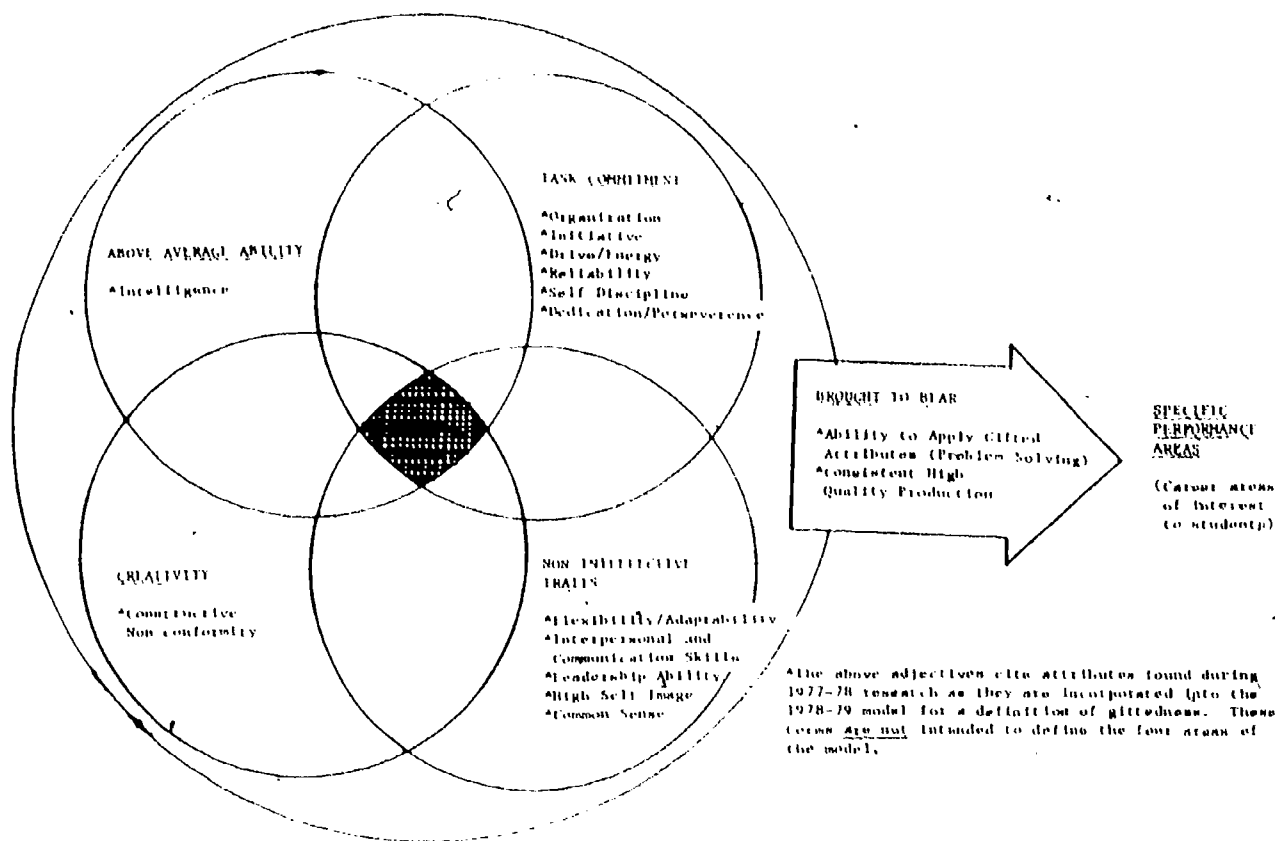 TASK COMMITMENT
*Organization
*Initiative
*Drive/Energy
*Reliability
*Self Discipline
*Dedication/Perseverence
ABOVE AVERAGE ABILITY
*Intelligence
BROUGHT TO BEAR
*Ability to Apply Gifted
Attributes (Problem Solving)
*Consistent High
Quality Production
SPECIFIC
PERFORMANCE
AREAS
(Career areas
of interest
to students)
CREATIVITY
*Constructive
Non conformity
NON INTELLECTIVE
TRAITS
*Flexibility/Adaptability
*Interpersonal and
Communication Skills
*Leadership Ability
*High Self Image
*Common Sense
*The above adjectives cite attributes found during
1977-78 research as they are incorporated into the
1978-79 model for a definition of giftedness. These
terms are not intended to define the four areas of
the model.